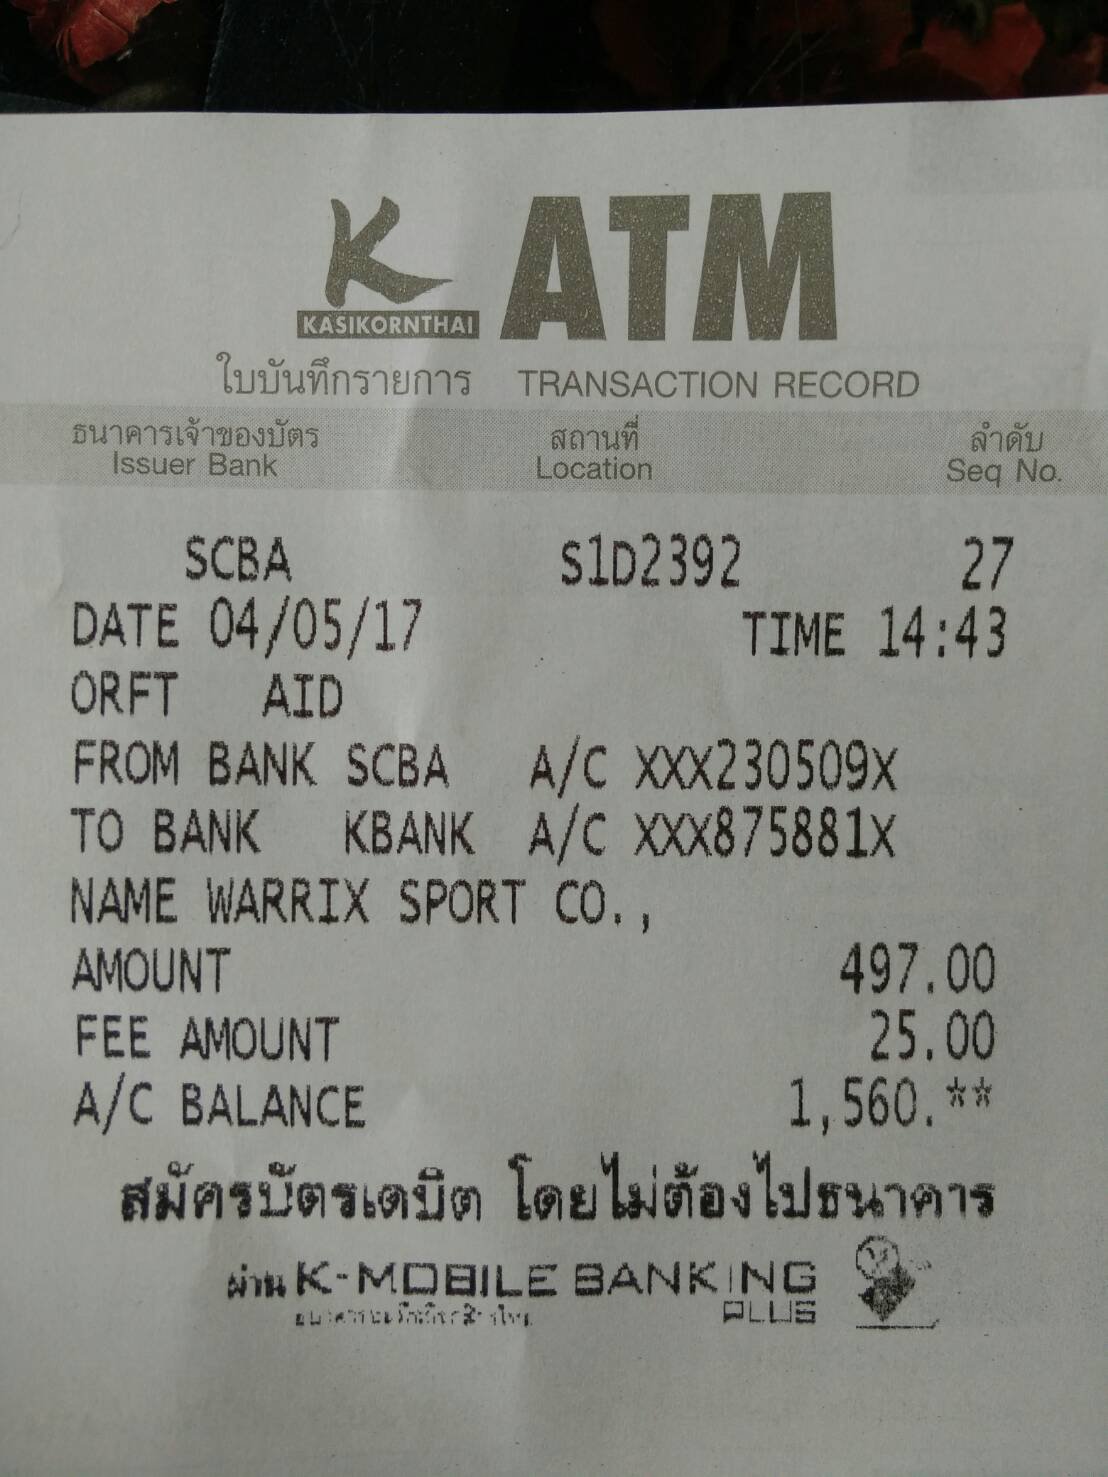 K ATM
KASIKORNTHAI
ใบบันทึกรายการ TRANSACTION RECORD
ธนาคารเจ้าของบัตร สถานที่ ลำดับ
Issuer Bank Location Seq No.
SCBA S1D2392 27
DATE 04/05/17 TIME 14:43
ORFT AID
FROM BANK SCBA A/C XXX230509X
TO BANK KBANK A/C XXX875881X
NAME WARRIX SPORT CO.,
AMOUNT 497.00
FEE AMOUNT 25.00
A/C BALANCE 1,560.**
สมัครบัตรเดบิต โดยไม่ต้องไปธนาคาร
ผ่าน K-MOBILE BANKING
PLUS